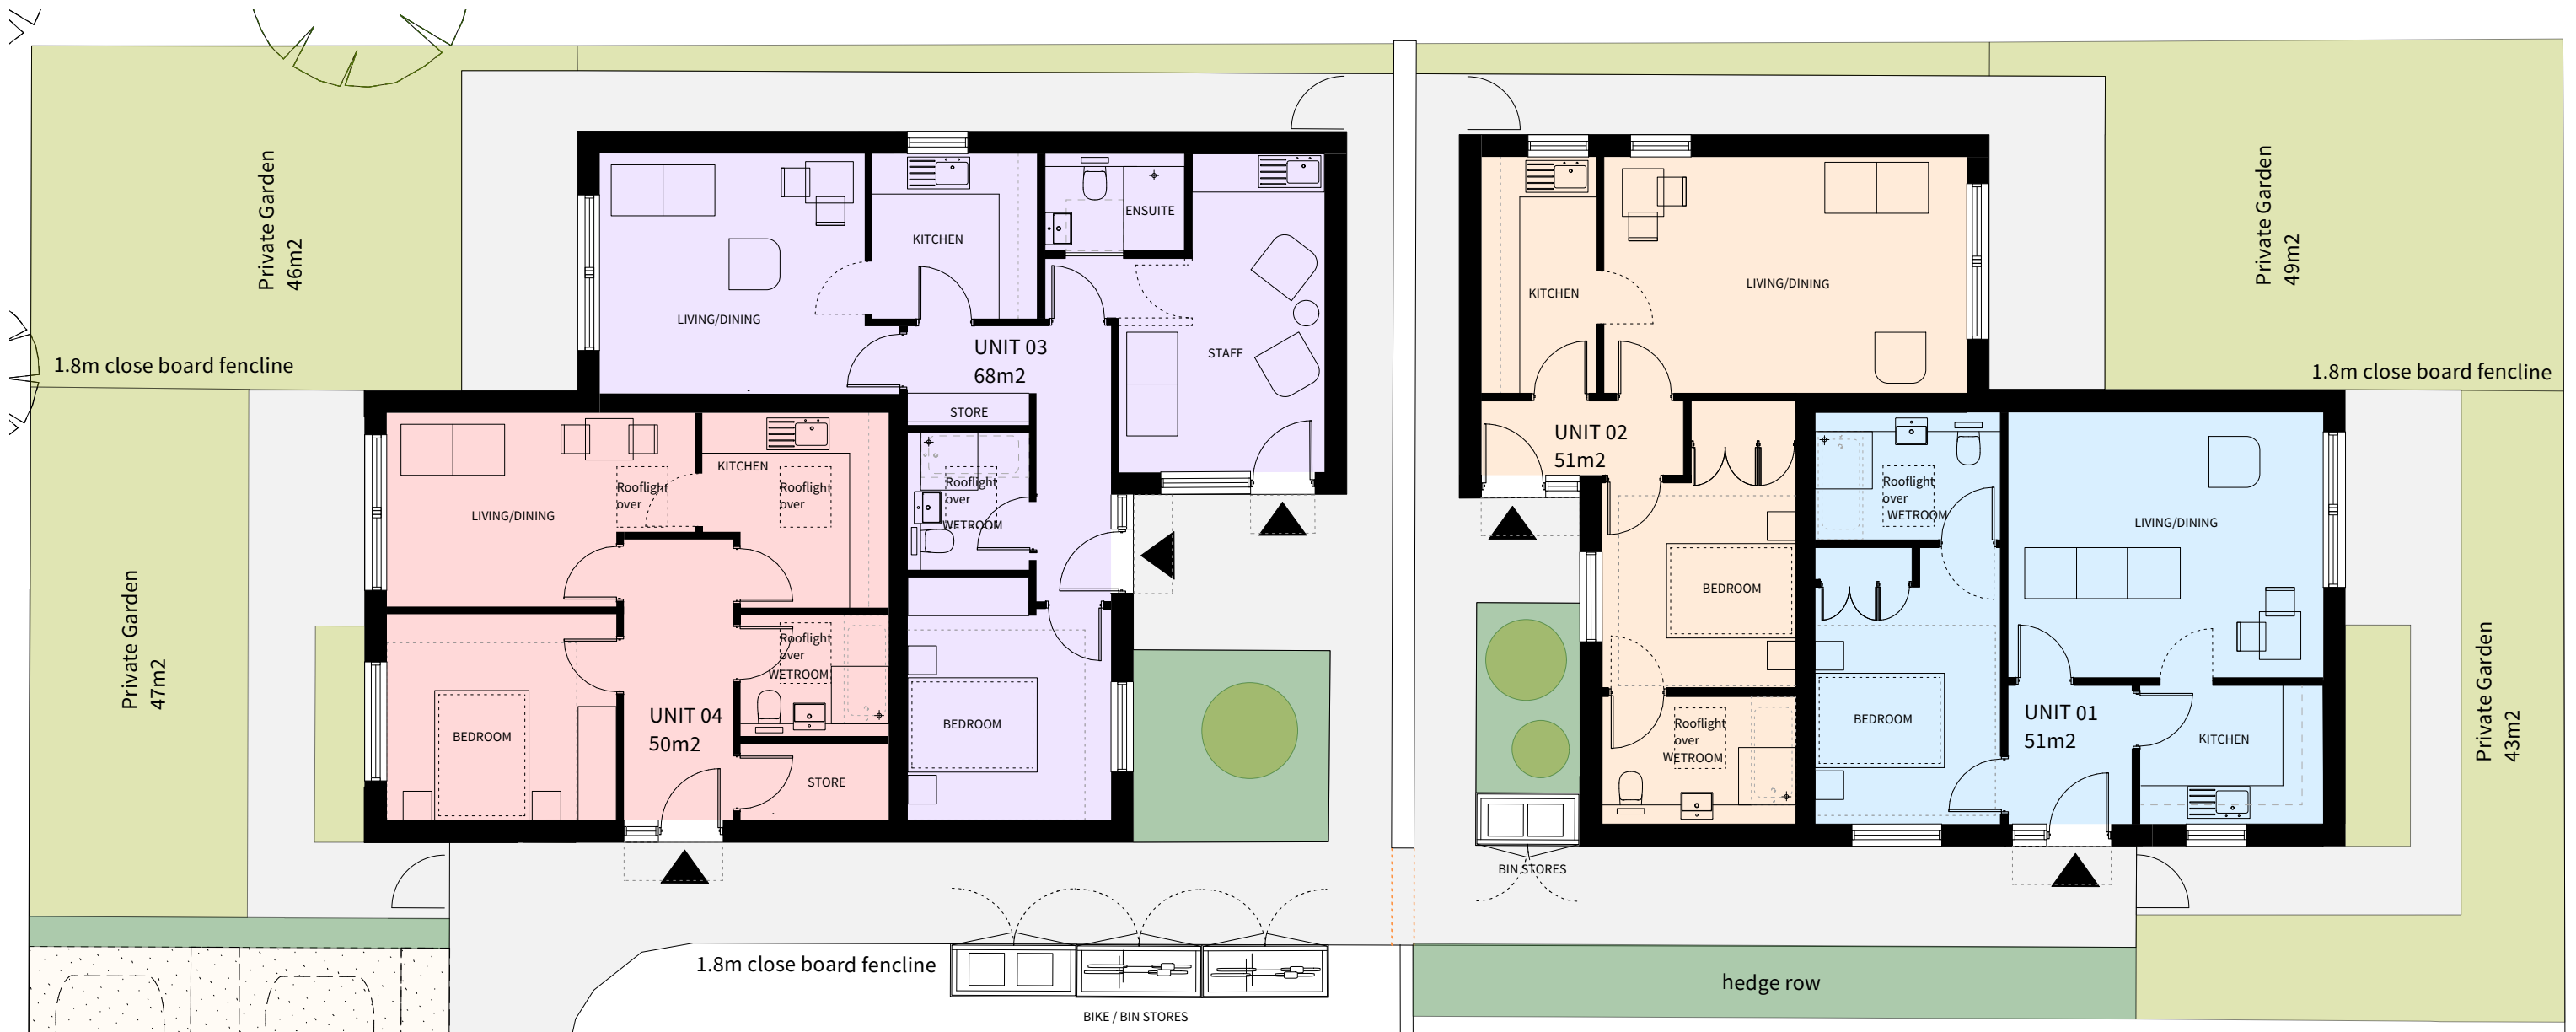 Private Garden
46m2
1.8m close board fencline
Private Garden
47m2
LIVING/DINING
KITCHEN
ENSUITE
STAFF
UNIT 03
68m2
STORE
Rooflight
over
WETROOM
BEDROOM
LIVING/DINING
Rooflight
over
KITCHEN
Rooflight
over
BEDROOM
UNIT 04
50m2
Rooflight
over
WETROOM
STORE
KITCHEN
LIVING/DINING
UNIT 02
51m2
BEDROOM
Rooflight
over
WETROOM
BIN STORES
Rooflight
over
WETROOM
LIVING/DINING
BEDROOM
UNIT 01
51m2
KITCHEN
Private Garden
49m2
1.8m close board fencline
Private Garden
43m2
1.8m close board fencline
BIKE / BIN STORES
hedge row